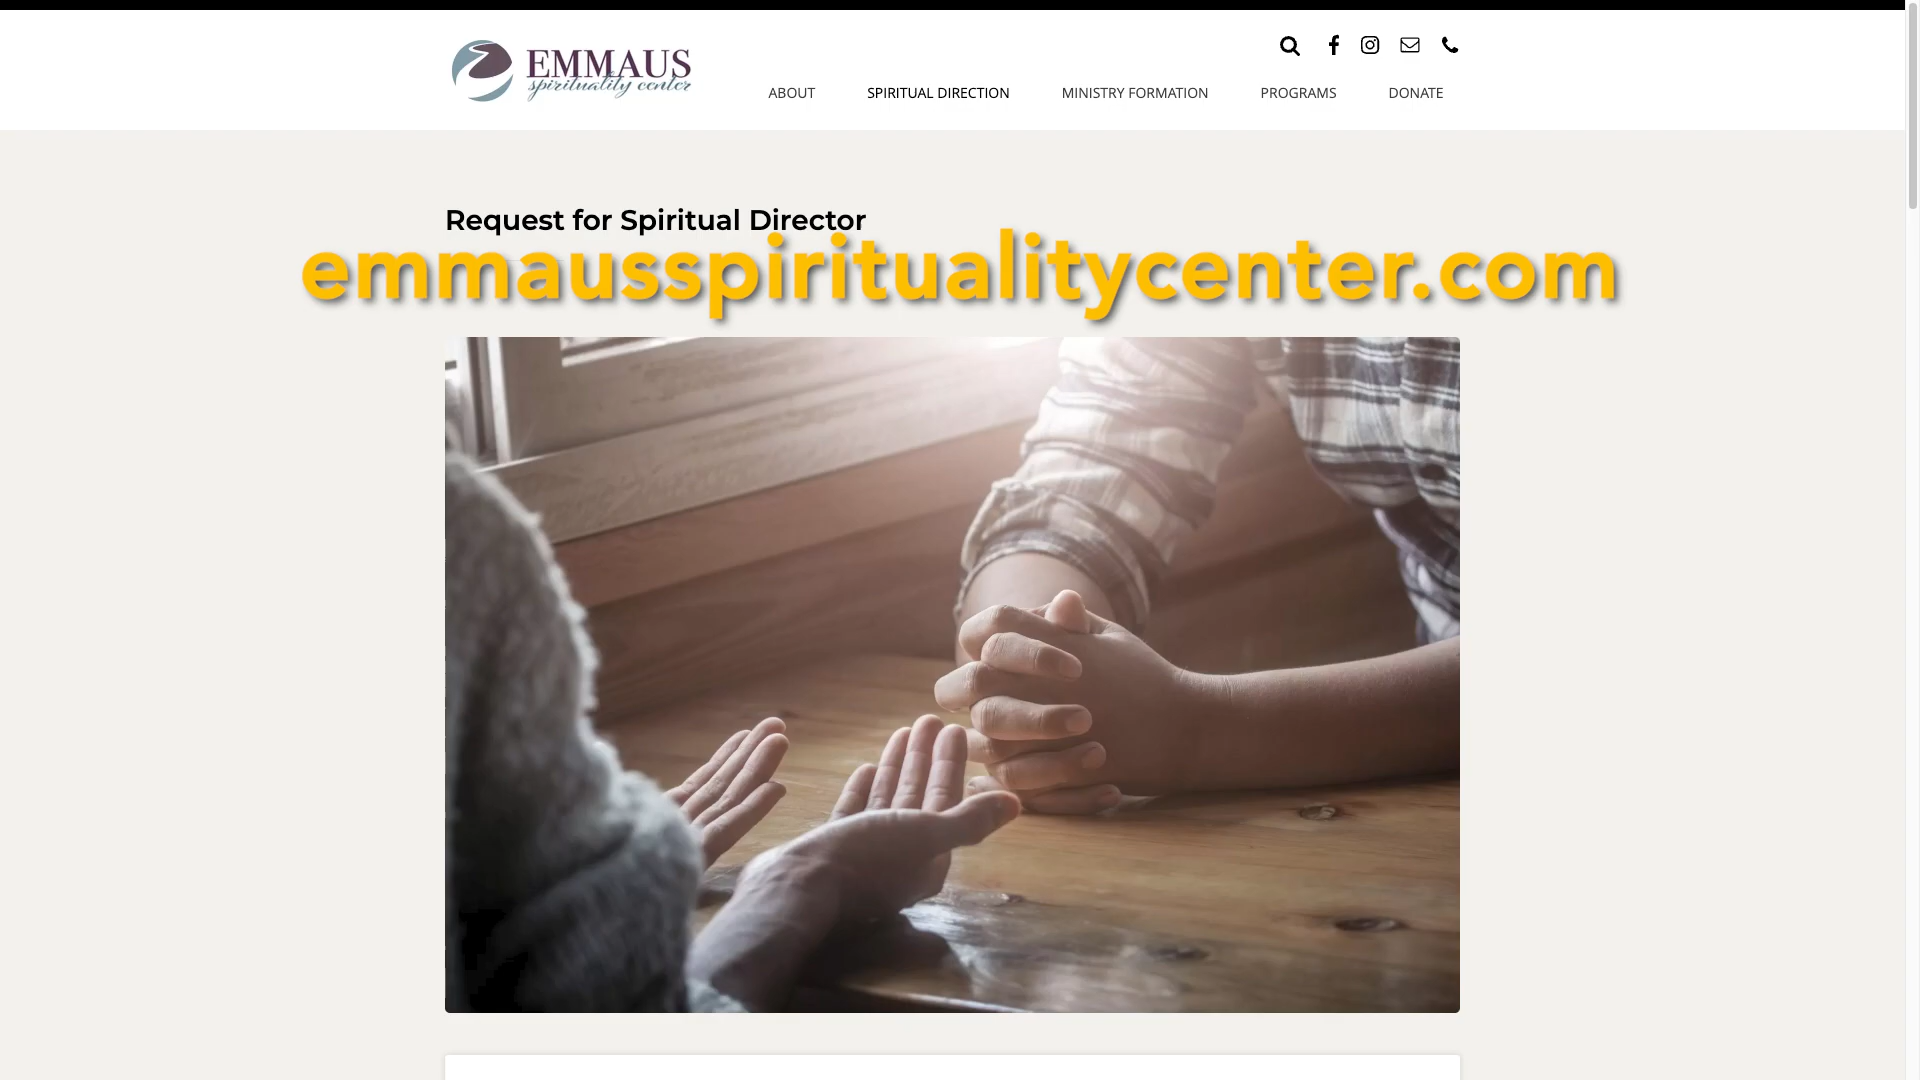 EMMAUS
spirituality center
ABOUT
SPIRITUAL DIRECTION
MINISTRY FORMATION
PROGRAMS
DONATE
Request for Spiritual Director
emmausspiritualitycenter.com